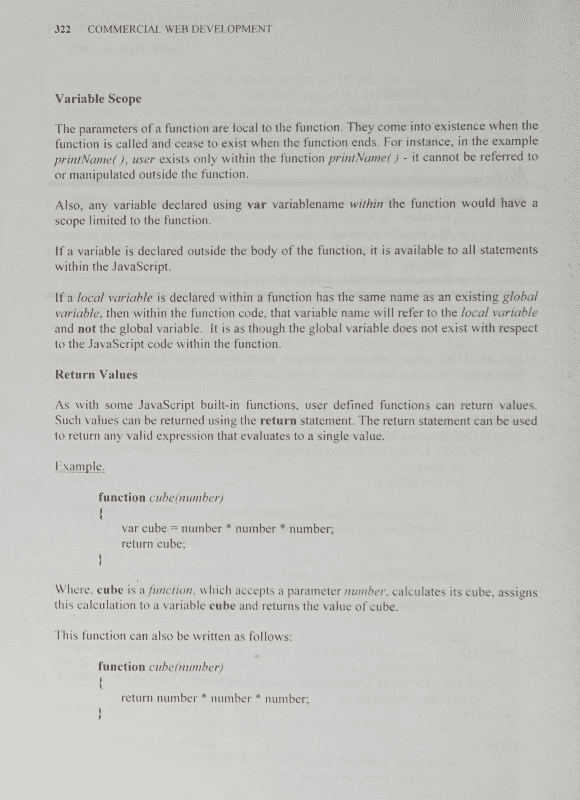 322 COMMERCIAL WEB DEVELOPMENT
Variable Scope
The parameters of a function are local to the function. They come into existence when the
function is called and cease to exist when the function ends. For instance, in the example
printName( ), user exists only within the function printName( ) - it cannot be referred to
or manipulated outside the function.
Also, any variable declared using var variablename within the function would have a
scope limited to the function.
If a variable is declared outside the body of the function, it is available to all statements
within the JavaScript.
If a local variable is declared within a function has the same name as an existing global
variable, then within the function code, that variable name will refer to the local variable
and not the global variable. It is as though the global variable does not exist with respect
to the JavaScript code within the function.
Return Values
As with some JavaScript built-in functions, user defined functions can return values.
Such values can be returned using the return statement. The return statement can be used
to return any valid expression that evaluates to a single value.
Example.
function cube(number)
{
var cube = number * number * number;
return cube;
}
Where, cube is a function, which accepts a parameter number, calculates its cube, assigns
this calculation to a variable cube and returns the value of cube.
This function can also be written as follows:
function cube(number)
{
return number * number * number;
}